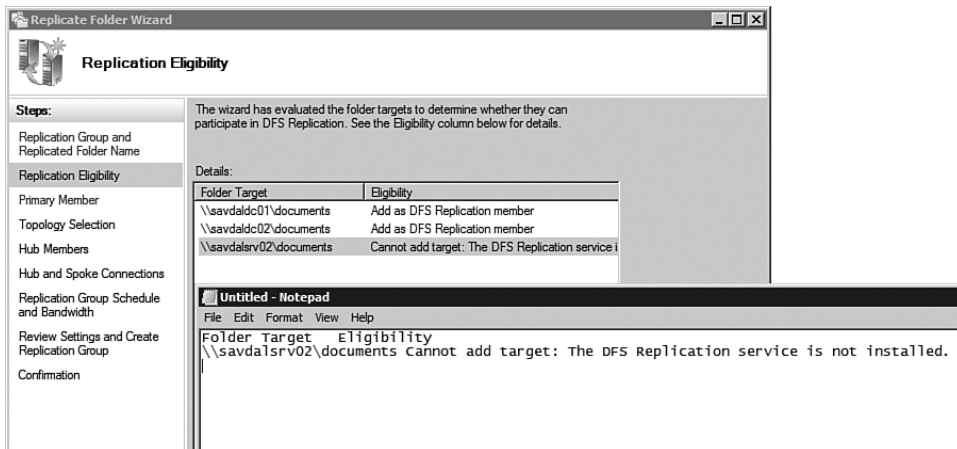 Replicate Folder Wizard
Replication Eligibility
Steps:
Replication Group and
Replicated Folder Name
Replication Eligibility
Primary Member
Topology Selection
Hub Members
Hub and Spoke Connections
Replication Group Schedule
and Bandwidth
Review Settings and Create
Replication Group
Confirmation
The wizard has evaluated the folder targets to determine whether they can
participate in DFS Replication. See the Eligibility column below for details.
Details:
Folder Target Eligibility
\\savdaldc01\documents Add as DFS Replication member
\\savdaldc02\documents Add as DFS Replication member
\\savdalsrv02\documents Cannot add target: The DFS Replication service i
Untitled - Notepad
File Edit Format View Help
Folder Target Eligibility
\\savdalsrv02\documents Cannot add target: The DFS Replication service is not installed.